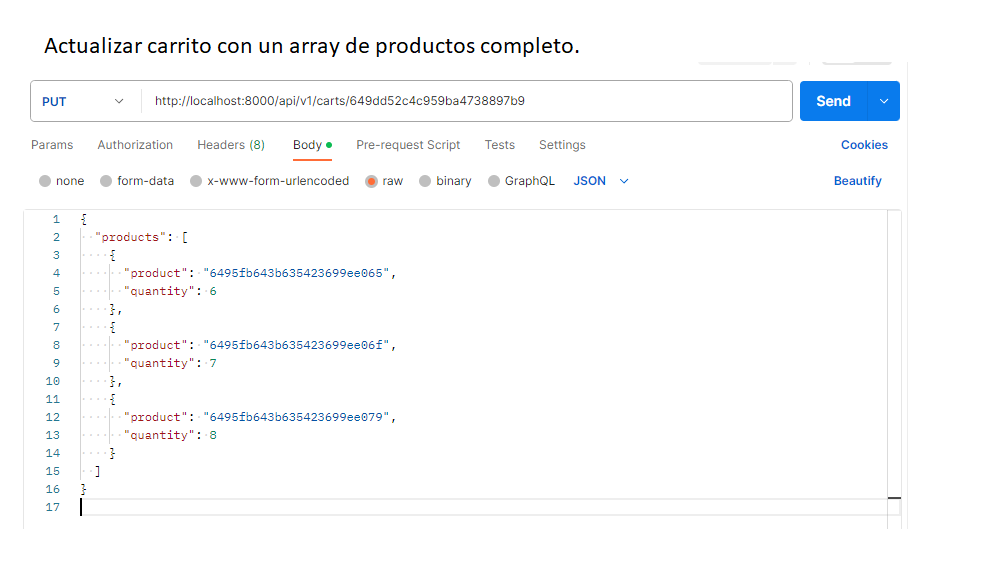 Actualizar carrito con un array de productos completo.
PUT http://localhost:8000/api/v1/carts/649dd52c4c959ba4738897b9 Send
Params Authorization Headers (8) Body Pre-request Script Tests Settings Cookies
none form-data x-www-form-urlencoded raw binary GraphQL JSON Beautify
1 {
2 "products": [
3 {
4 "product": "6495fb643b635423699ee065",
5 "quantity": 6
6 },
7 {
8 "product": "6495fb643b635423699ee06f",
9 "quantity": 7
10 },
11 {
12 "product": "6495fb643b635423699ee079",
13 "quantity": 8
14 }
15 ]
16 }
17